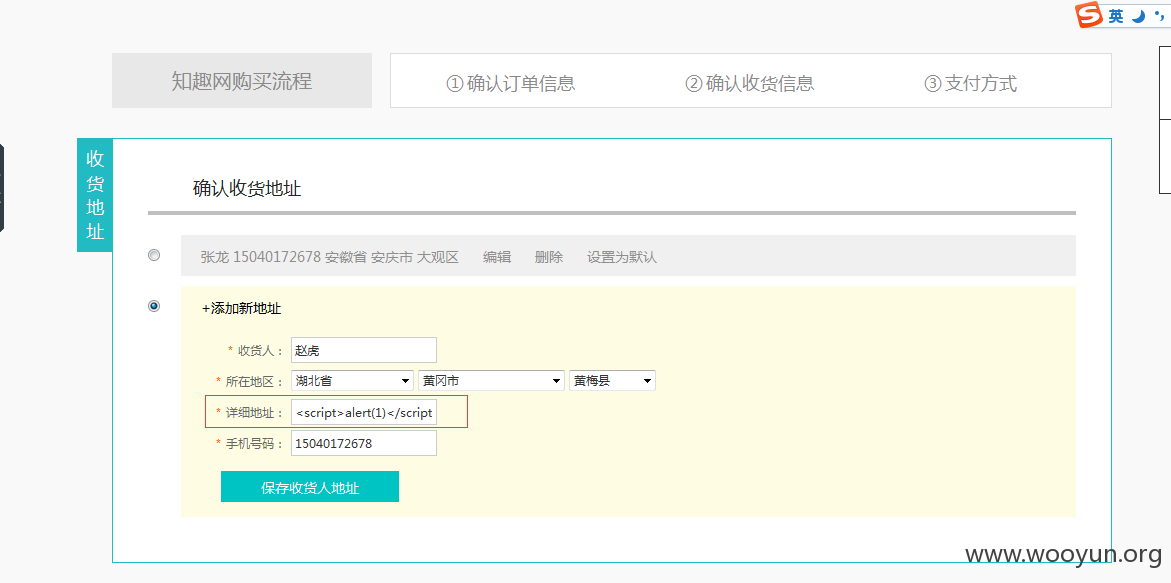 英
知趣网购买流程 ①确认订单信息 ②确认收货信息 ③支付方式
收货地址
确认收货地址
张龙 15040172678 安徽省 安庆市 大观区 编辑 删除 设置为默认
+添加新地址
* 收货人： 赵虎
* 所在地区： 湖北省 黄冈市 黄梅县
* 详细地址： <script>alert(1)</script
* 手机号码： 15040172678
保存收货人地址
www.wooyun.org